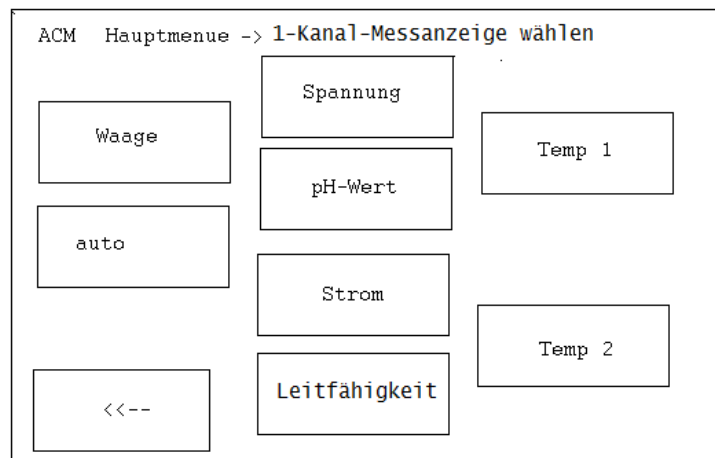 ACM Hauptmenue -> 1-Kanal-Messanzeige wählen
Spannung
Waage
Temp 1
pH-Wert
auto
Strom
Temp 2
Leitfähigkeit
<<--